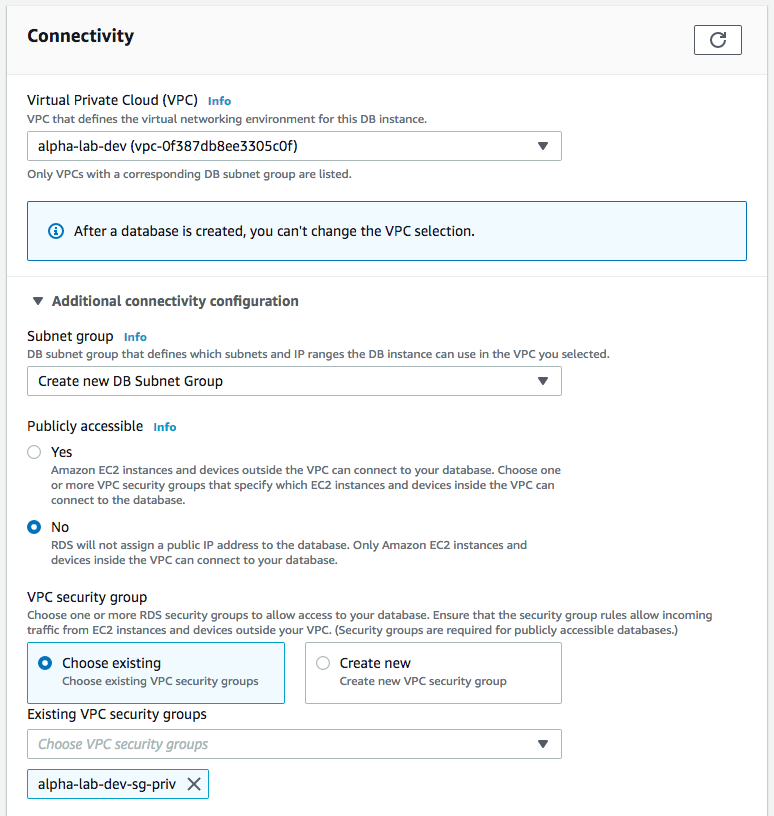 Connectivity
Virtual Private Cloud (VPC) Info
VPC that defines the virtual networking environment for this DB instance.
alpha-lab-dev (vpc-0f387db8ee3305c0f)
Only VPCs with a corresponding DB subnet group are listed.
After a database is created, you can't change the VPC selection.
Additional connectivity configuration
Subnet group Info
DB subnet group that defines which subnets and IP ranges the DB instance can use in the VPC you selected.
Create new DB Subnet Group
Publicly accessible Info
Yes
Amazon EC2 instances and devices outside the VPC can connect to your database. Choose one
or more VPC security groups that specify which EC2 instances and devices inside the VPC can
connect to the database.
No
RDS will not assign a public IP address to the database. Only Amazon EC2 instances and
devices inside the VPC can connect to your database.
VPC security group
Choose one or more RDS security groups to allow access to your database. Ensure that the security group rules allow incoming
traffic from EC2 instances and devices outside your VPC. (Security groups are required for publicly accessible databases.)
Choose existing
Choose existing VPC security groups
Create new
Create new VPC security group
Existing VPC security groups
Choose VPC security groups
alpha-lab-dev-sg-priv